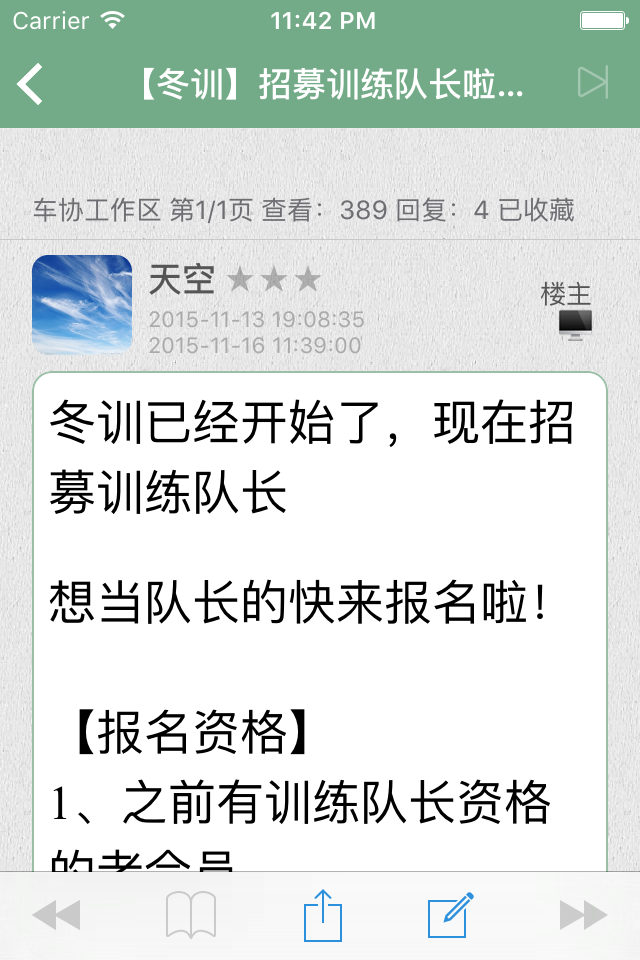 Carrier 11:42 PM
【冬训】招募训练队长啦...
车协工作区 第1/1页 查看：389 回复：4 已收藏
天空 ★★★
楼主
2015-11-13 19:08:35
2015-11-16 11:39:00
冬训已经开始了，现在招
募训练队长
想当队长的快来报名啦！
【报名资格】
1、之前有训练队长资格
的老会员